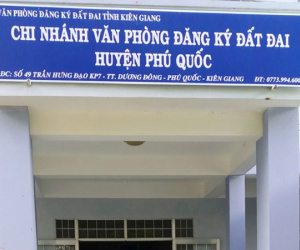 VĂN PHÒNG ĐĂNG KÝ ĐẤT ĐAI TỈNH KIÊN GIANG
CHI NHÁNH VĂN PHÒNG ĐĂNG KÝ ĐẤT ĐAI
HUYỆN PHÚ QUỐC
ĐC: SỐ 49 TRẦN HƯNG ĐẠO KP7 - TT. DƯƠNG ĐÔNG - PHÚ QUỐC - KIÊN GIANG ĐT: 0773.994.600